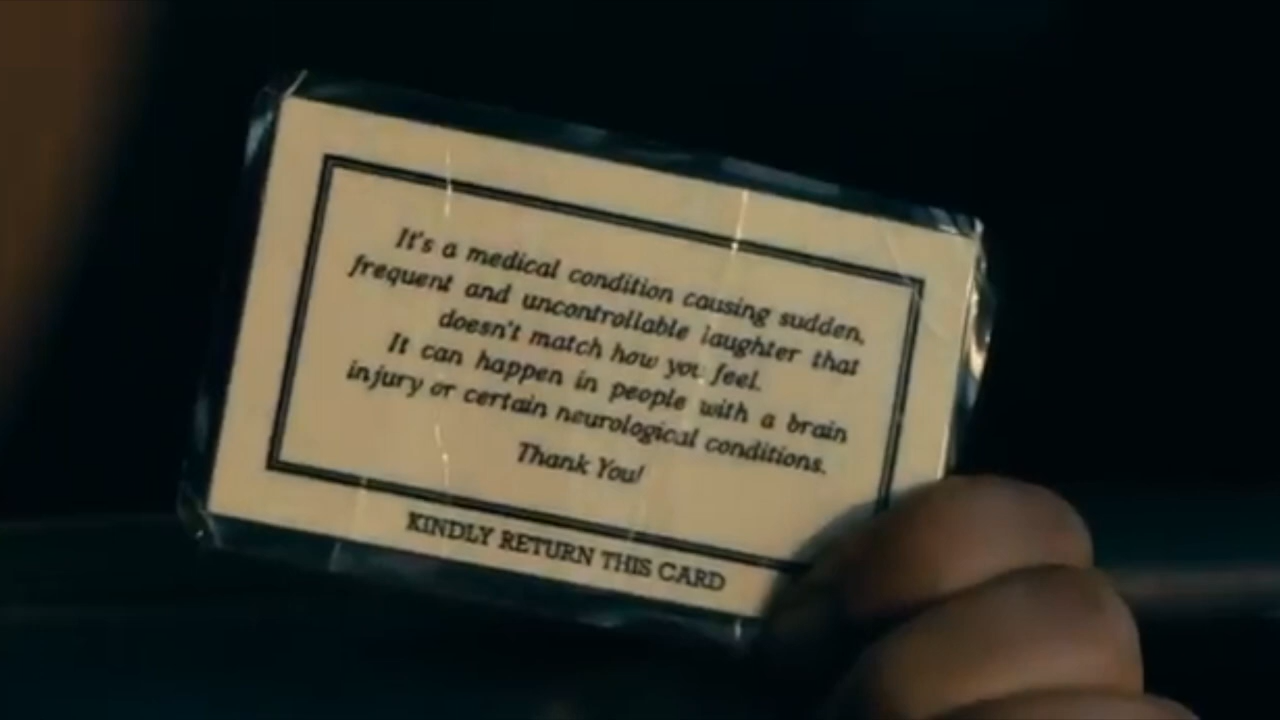 It's a medical condition causing sudden,
frequent and uncontrollable laughter that
doesn't match how you feel.
It can happen in people with a brain
injury or certain neurological conditions.
Thank You!
KINDLY RETURN THIS CARD